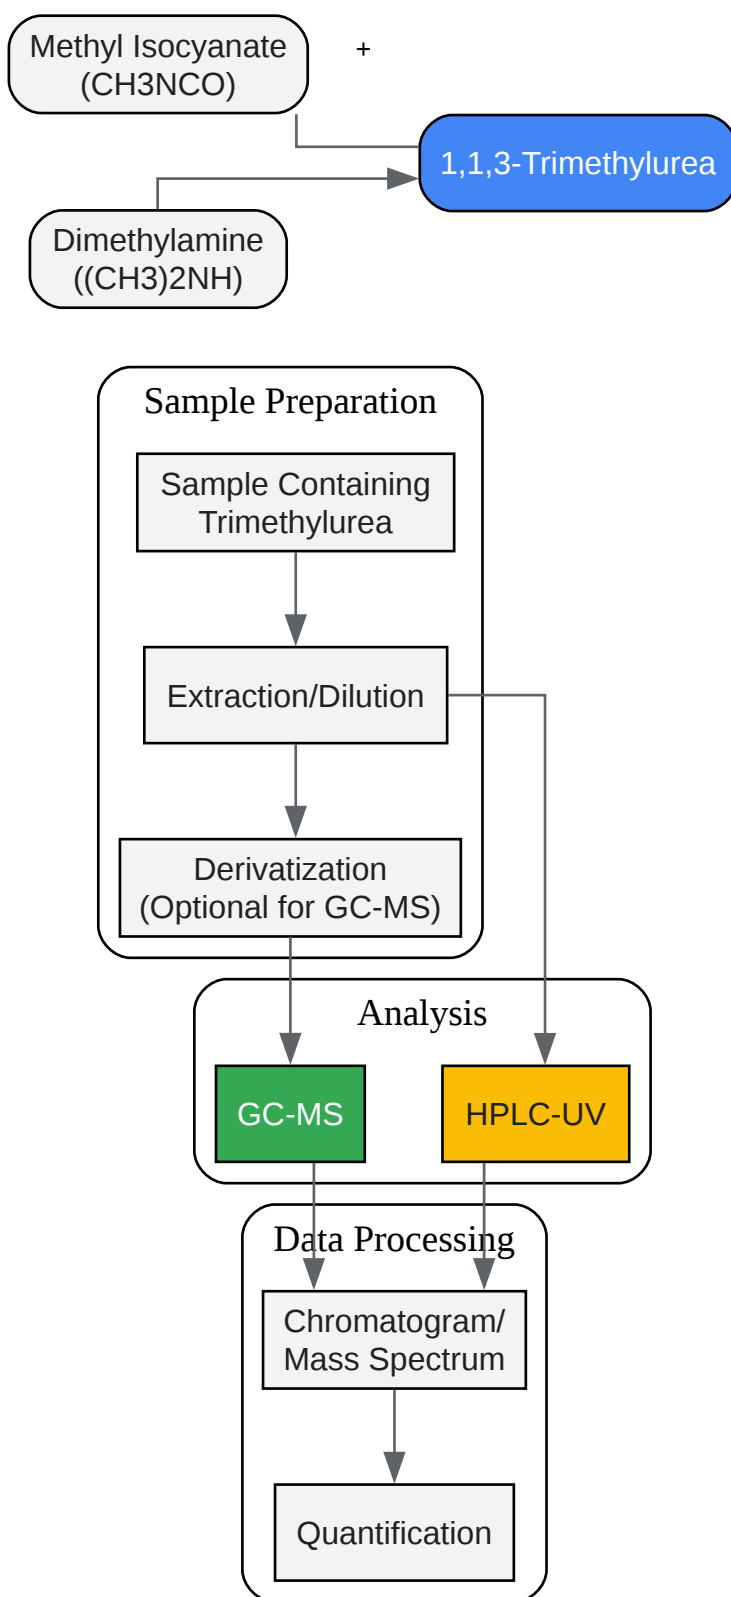 Methyl Isocyanate
(CH3NCO)
+
1,1,3-Trimethylurea
Dimethylamine
((CH3)2NH)
Sample Preparation
Sample Containing
Trimethylurea
Extraction/Dilution
Derivatization
(Optional for GC-MS)
Analysis
GC-MS
HPLC-UV
Data Processing
Chromatogram/
Mass Spectrum
Quantification